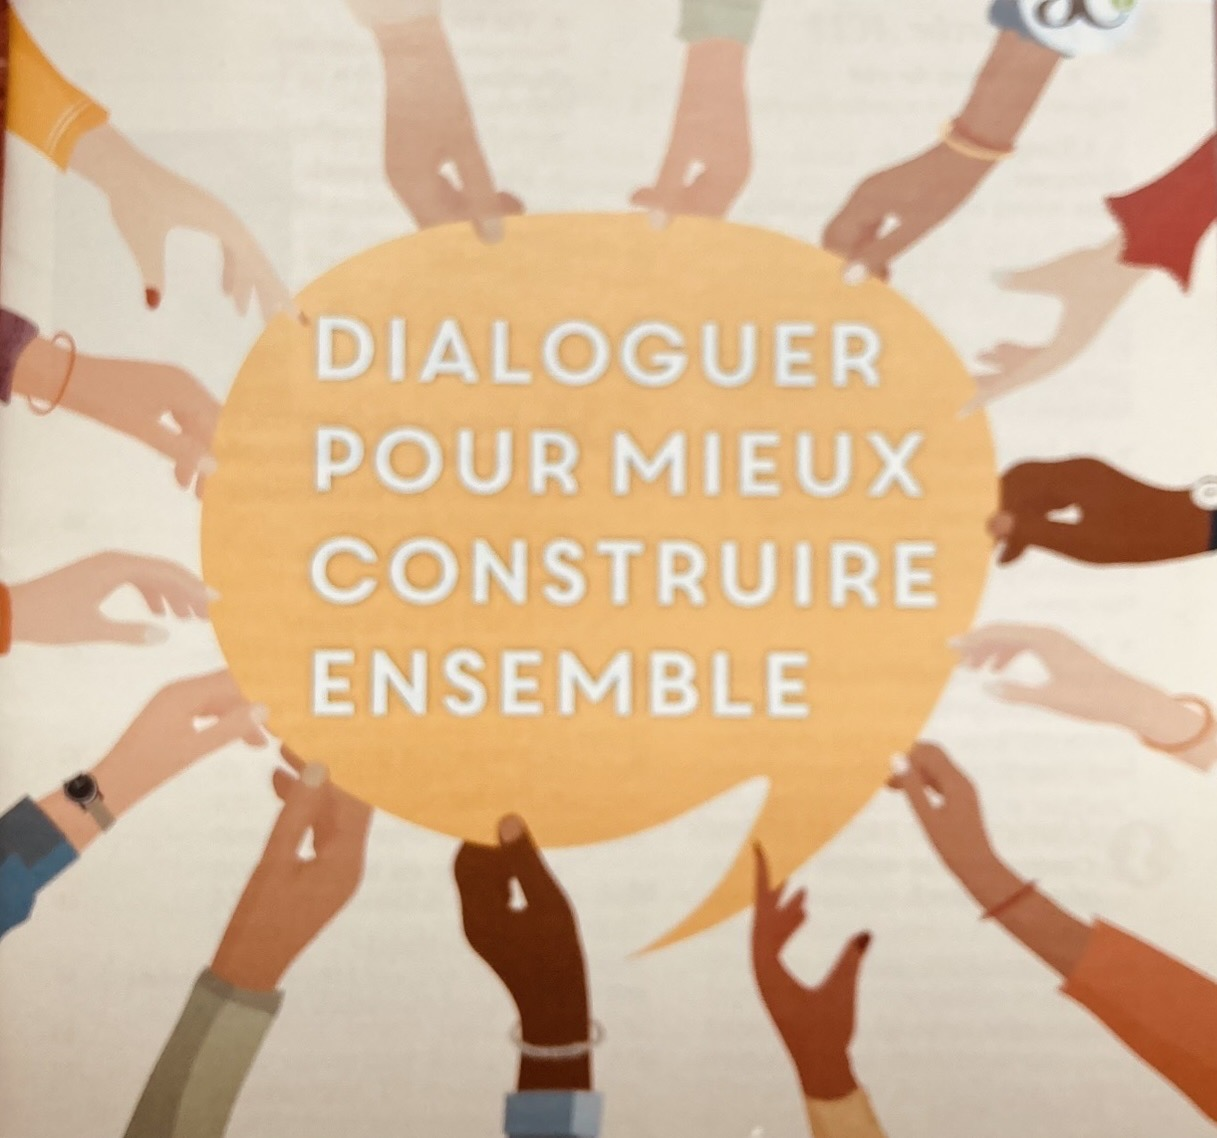 DIALOGUER
POUR MIEUX
CONSTRUIRE
ENSEMBLE